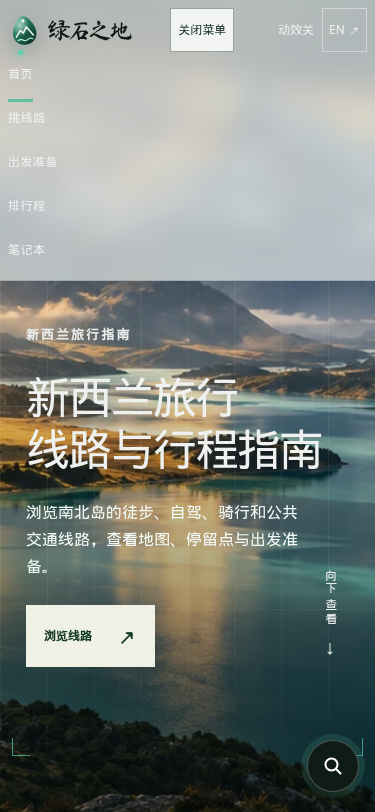 绿石之地
关闭菜单
动效关
EN ↗
首页
挑线路
出发准备
排行程
笔记本
新西兰旅行指南
新西兰旅行
线路与行程指南
浏览南北岛的徒步、自驾、骑行和公共
交通线路，查看地图、停留点与出发准
备。
浏览线路 ↗
向下查看 ↓